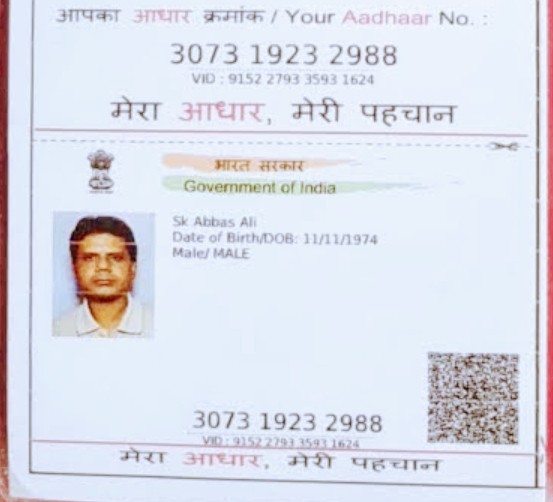 आपका आधार क्रमांक / Your Aadhaar No. :
3073 1923 2988
VID : 9152 2793 3593 1624
मेरा आधार, मेरी पहचान
भारत सरकार
Government of India
Sk Abbas Ali
Date of Birth/DOB: 11/11/1974
Male/ MALE
3073 1923 2988
VID : 9152 2793 3593 1624
मेरा आधार, मेरी पहचान